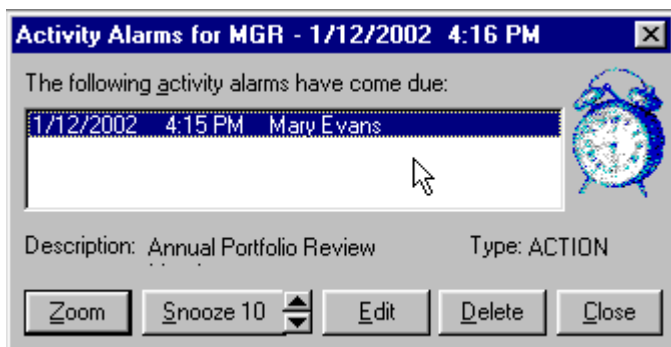 Activity Alarms for MGR - 1/12/2002 4:16 PM
The following activity alarms have come due:
1/12/2002 4:15 PM Mary Evans
Description: Annual Portfolio Review Type: ACTION
Zoom Snooze 10 Edit Delete Close